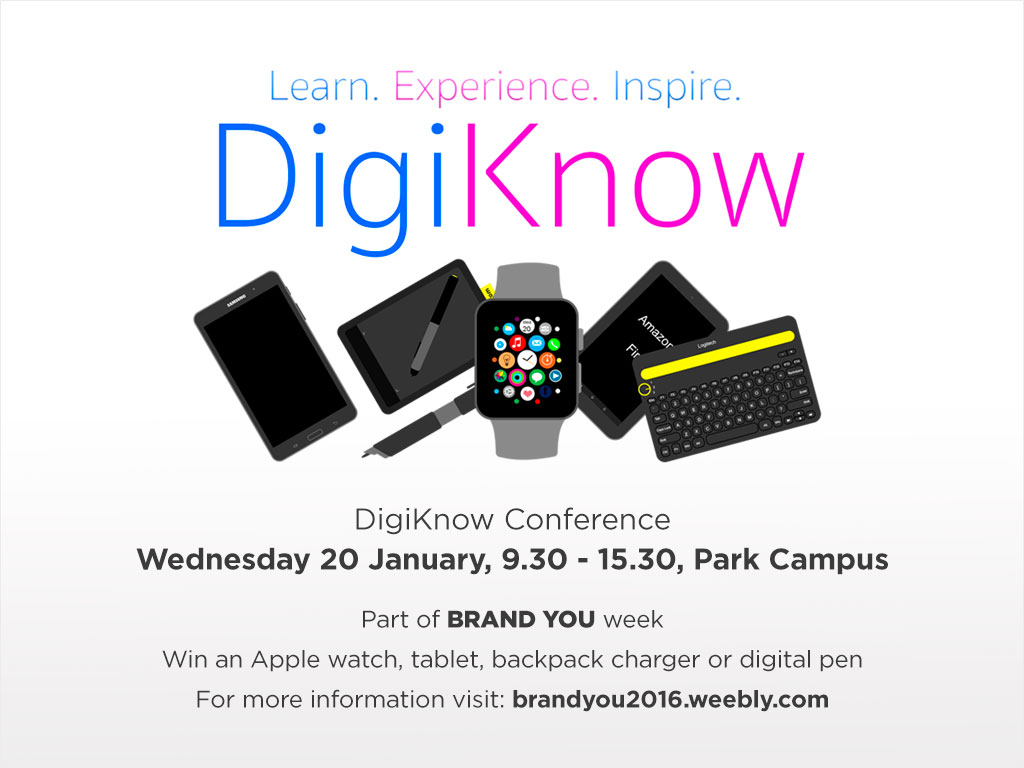 Learn. Experience. Inspire.
DigiKnow
SAMSUNG
20
Amazon
Fir
Logitech
DigiKnow Conference
Wednesday 20 January, 9.30 - 15.30, Park Campus
Part of BRAND YOU week
Win an Apple watch, tablet, backpack charger or digital pen
For more information visit: brandyou2016.weebly.com